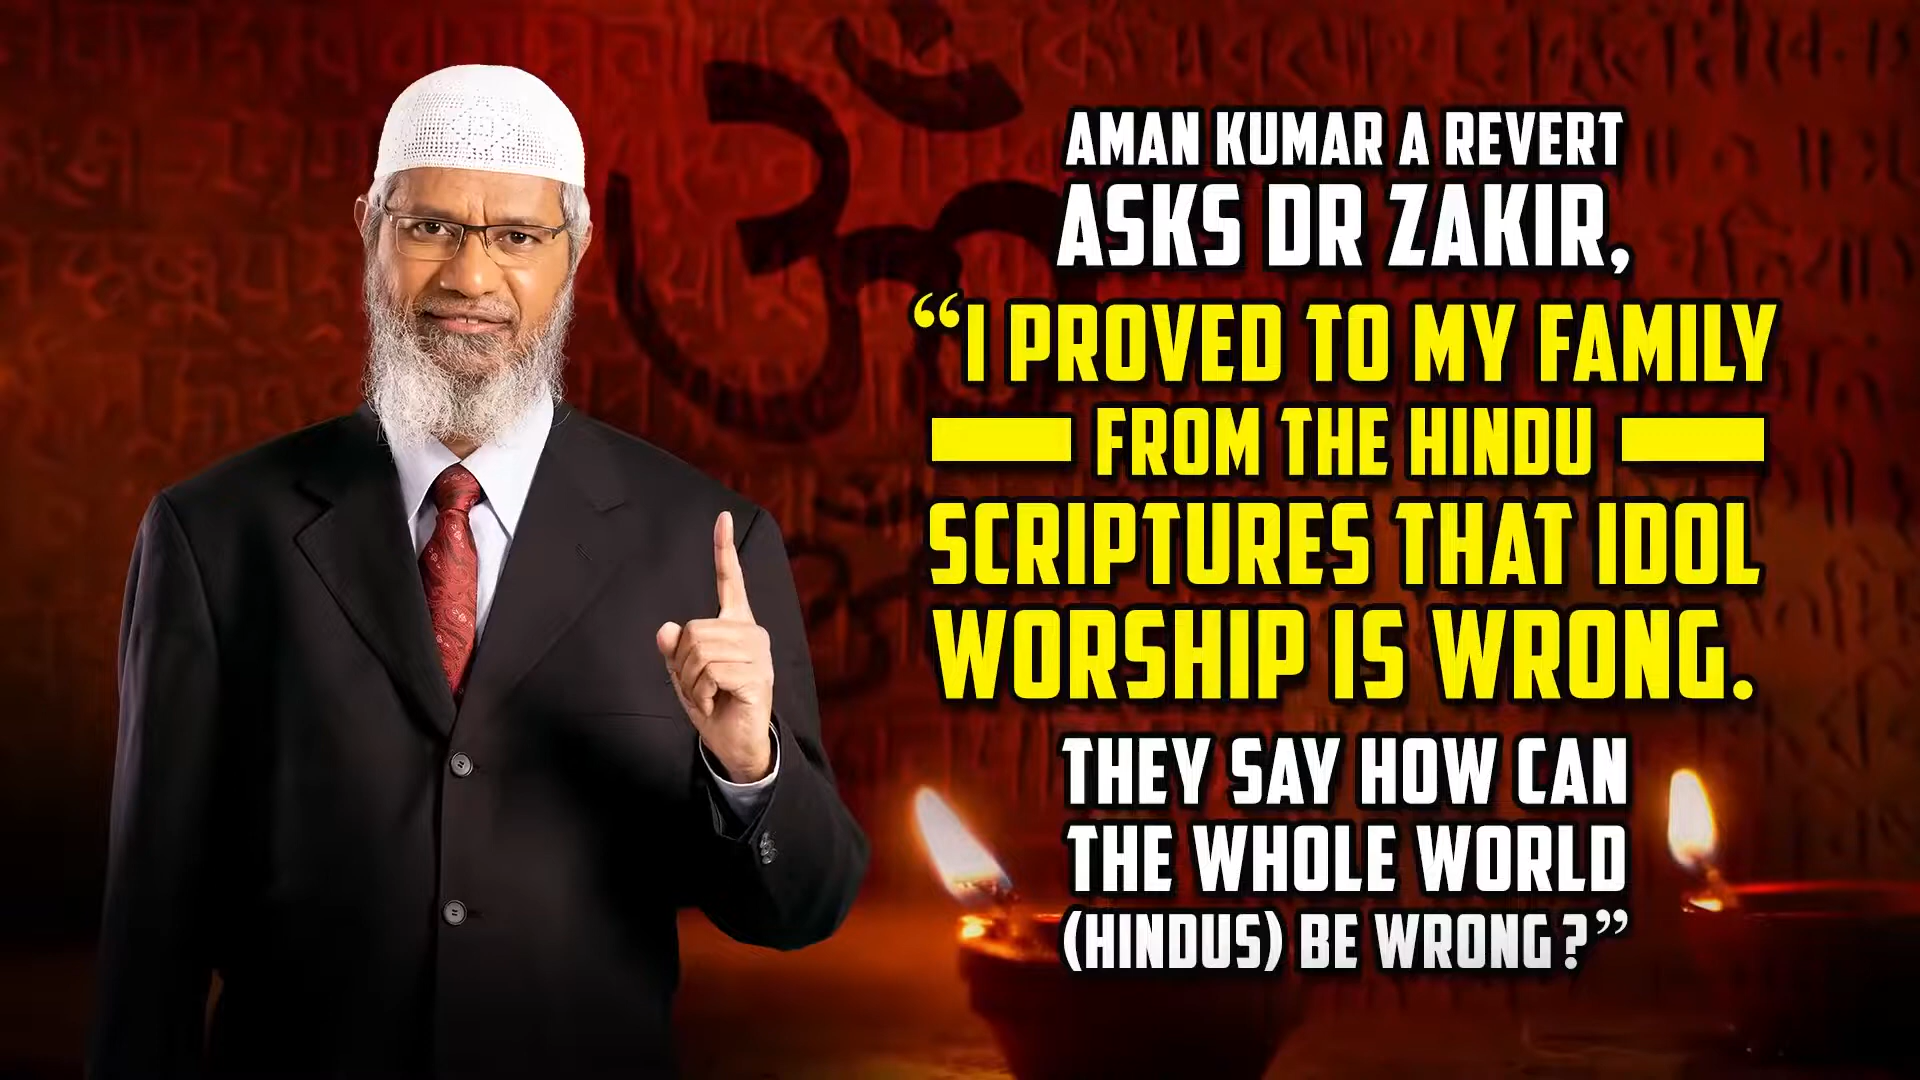 AMAN KUMAR A REVERT
ASKS DR ZAKIR,
“I PROVED TO MY FAMILY
FROM THE HINDU
SCRIPTURES THAT IDOL
WORSHIP IS WRONG.
THEY SAY HOW CAN
THE WHOLE WORLD
(HINDUS) BE WRONG?”